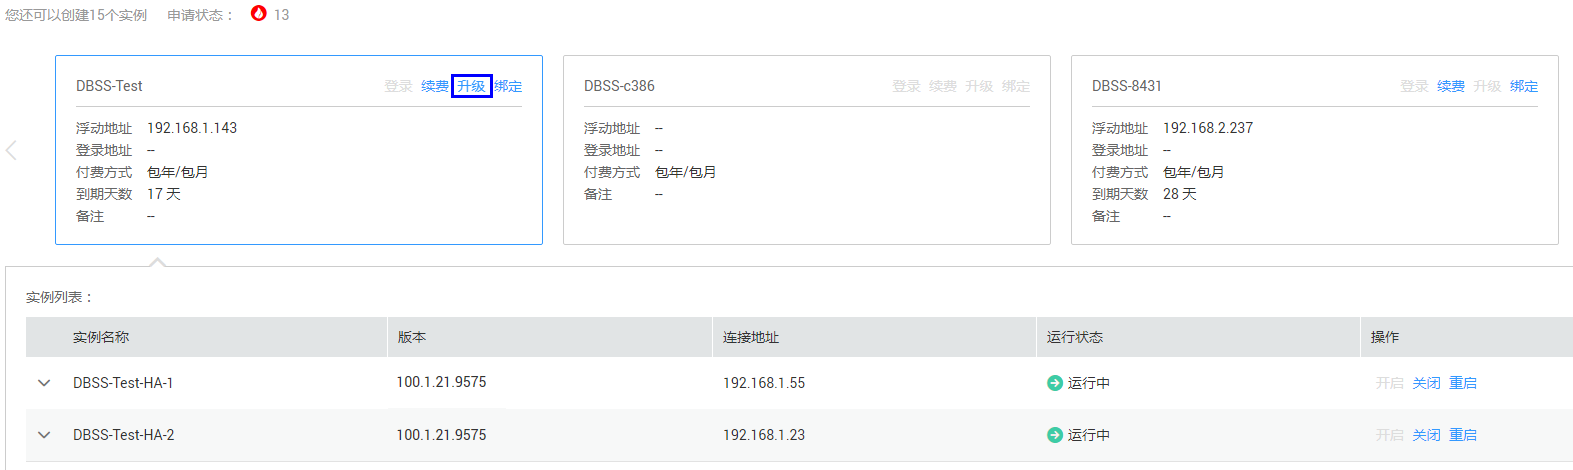 您还可以创建15个实例 申请状态： 13
DBSS-Test 登录 续费 升级 绑定
浮动地址 192.168.1.143
登录地址 --
付费方式 包年/包月
到期天数 17 天
备注 --
DBSS-c386 登录 续费 升级 绑定
浮动地址 --
登录地址 --
付费方式 包年/包月
备注 --
DBSS-8431 登录 续费 升级 绑定
浮动地址 192.168.2.237
登录地址 --
付费方式 包年/包月
到期天数 28 天
备注 --
实例列表：
实例名称 版本 连接地址 运行状态 操作
DBSS-Test-HA-1 100.1.21.9575 192.168.1.55 运行中 开启 关闭 重启
DBSS-Test-HA-2 100.1.21.9575 192.168.1.23 运行中 开启 关闭 重启